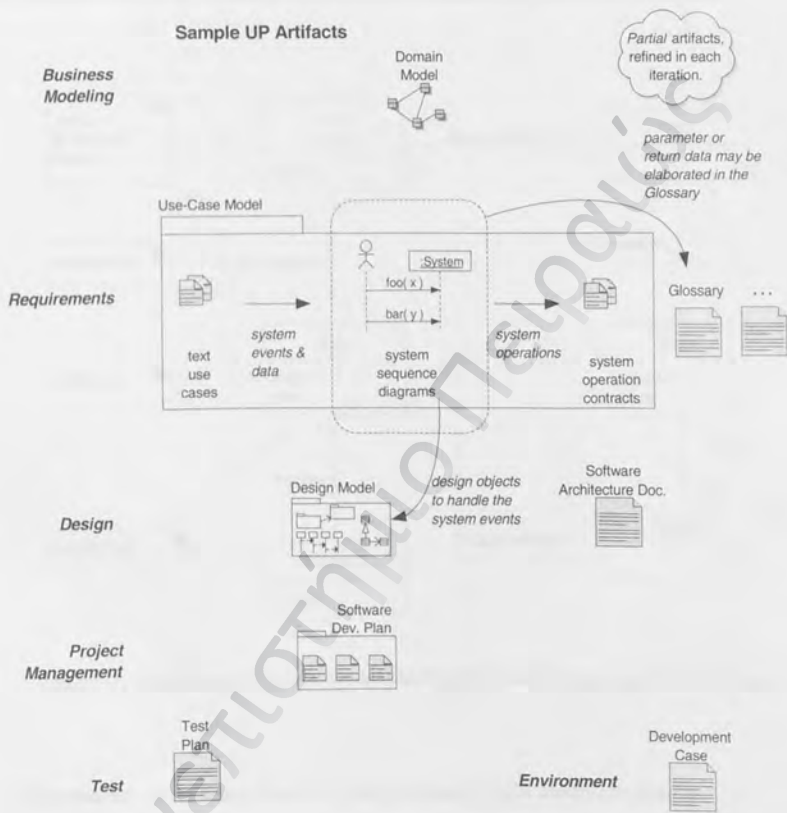 Sample UP Artifacts
Partial artifacts,
refined in each
iteration.
Domain
Model
Business
Modeling
parameter or
return data may be
elaborated in the
Glossary
Use-Case Model
:System
foo( x )
bar( y )
Requirements
Glossary
...
system
events &
data
system
operations
text
use
cases
system
sequence
diagrams
system
operation
contracts
Design Model
design objects
to handle the
system events
Software
Architecture Doc.
Design
Software
Dev. Plan
Project
Management
Test
Plan
Test
Development
Case
Environment
Πειραιώς